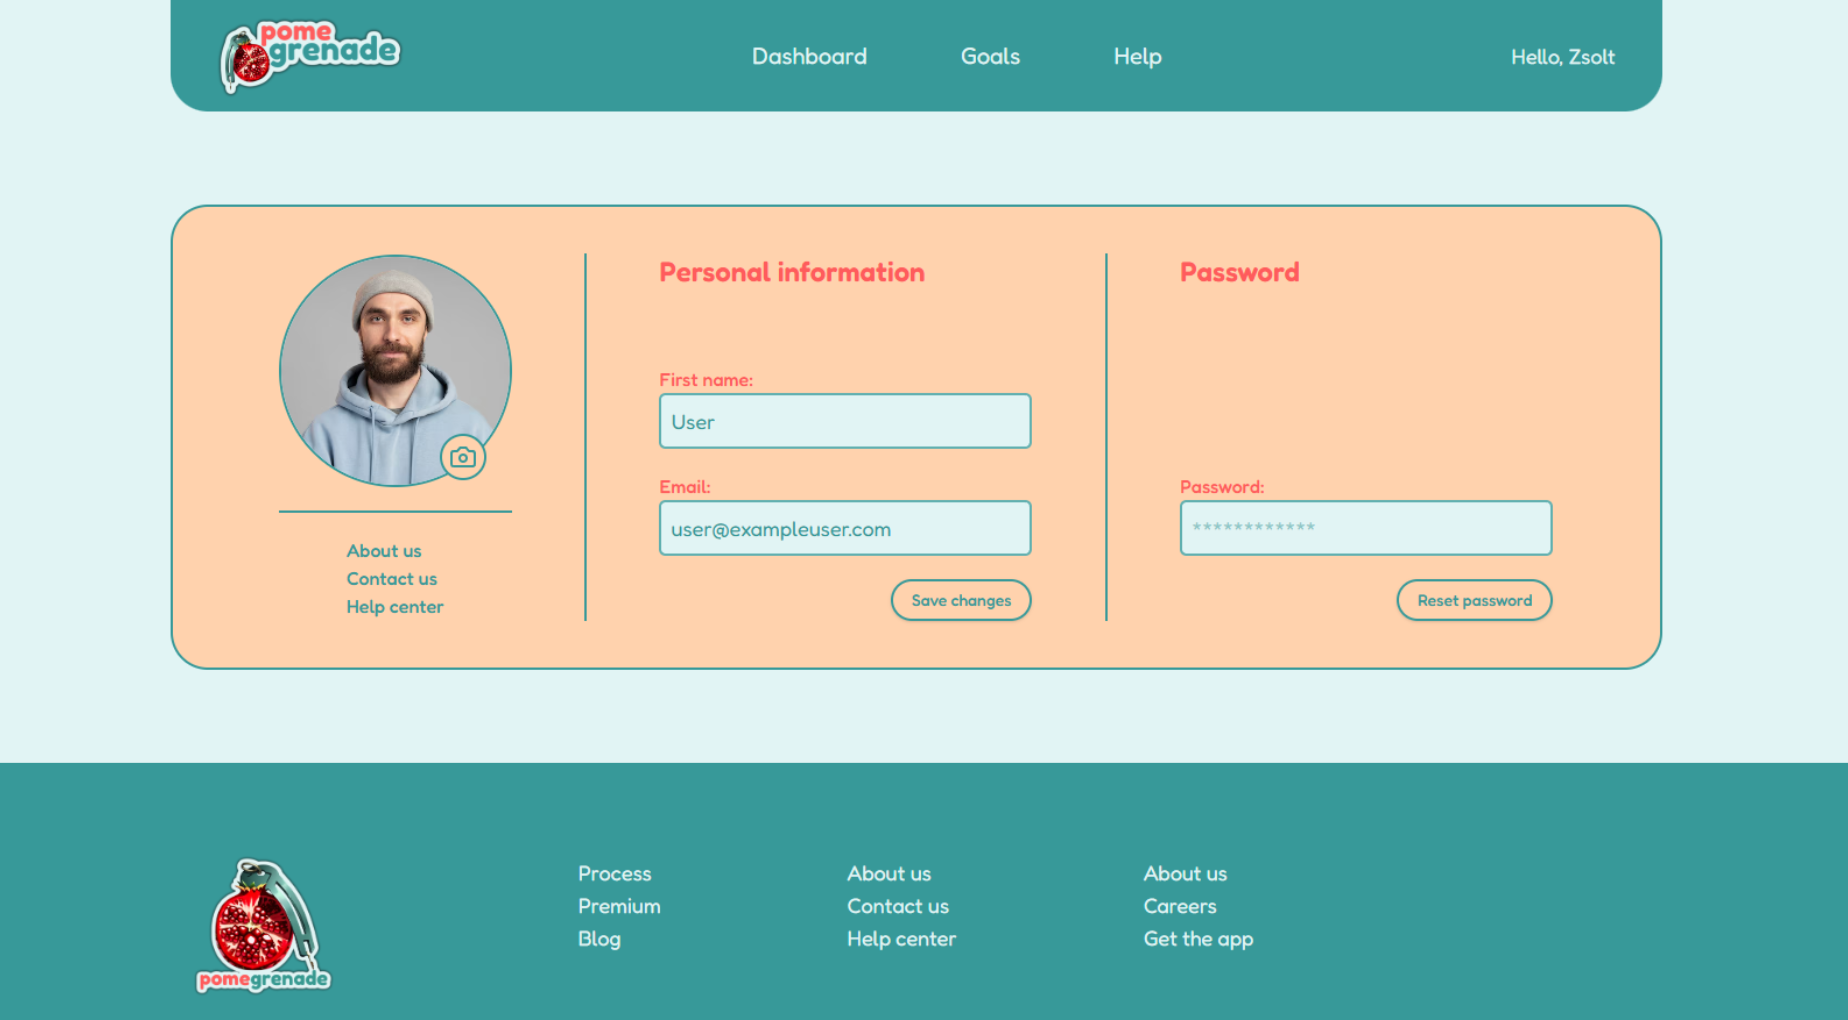 pome
grenade
Dashboard
Goals
Help
Hello, Zsolt
About us
Contact us
Help center
Personal information
First name:
User
Email:
user@exampleuser.com
Save changes
Password
Password:
************
Reset password
pomegrenade
Process
Premium
Blog
About us
Contact us
Help center
About us
Careers
Get the app